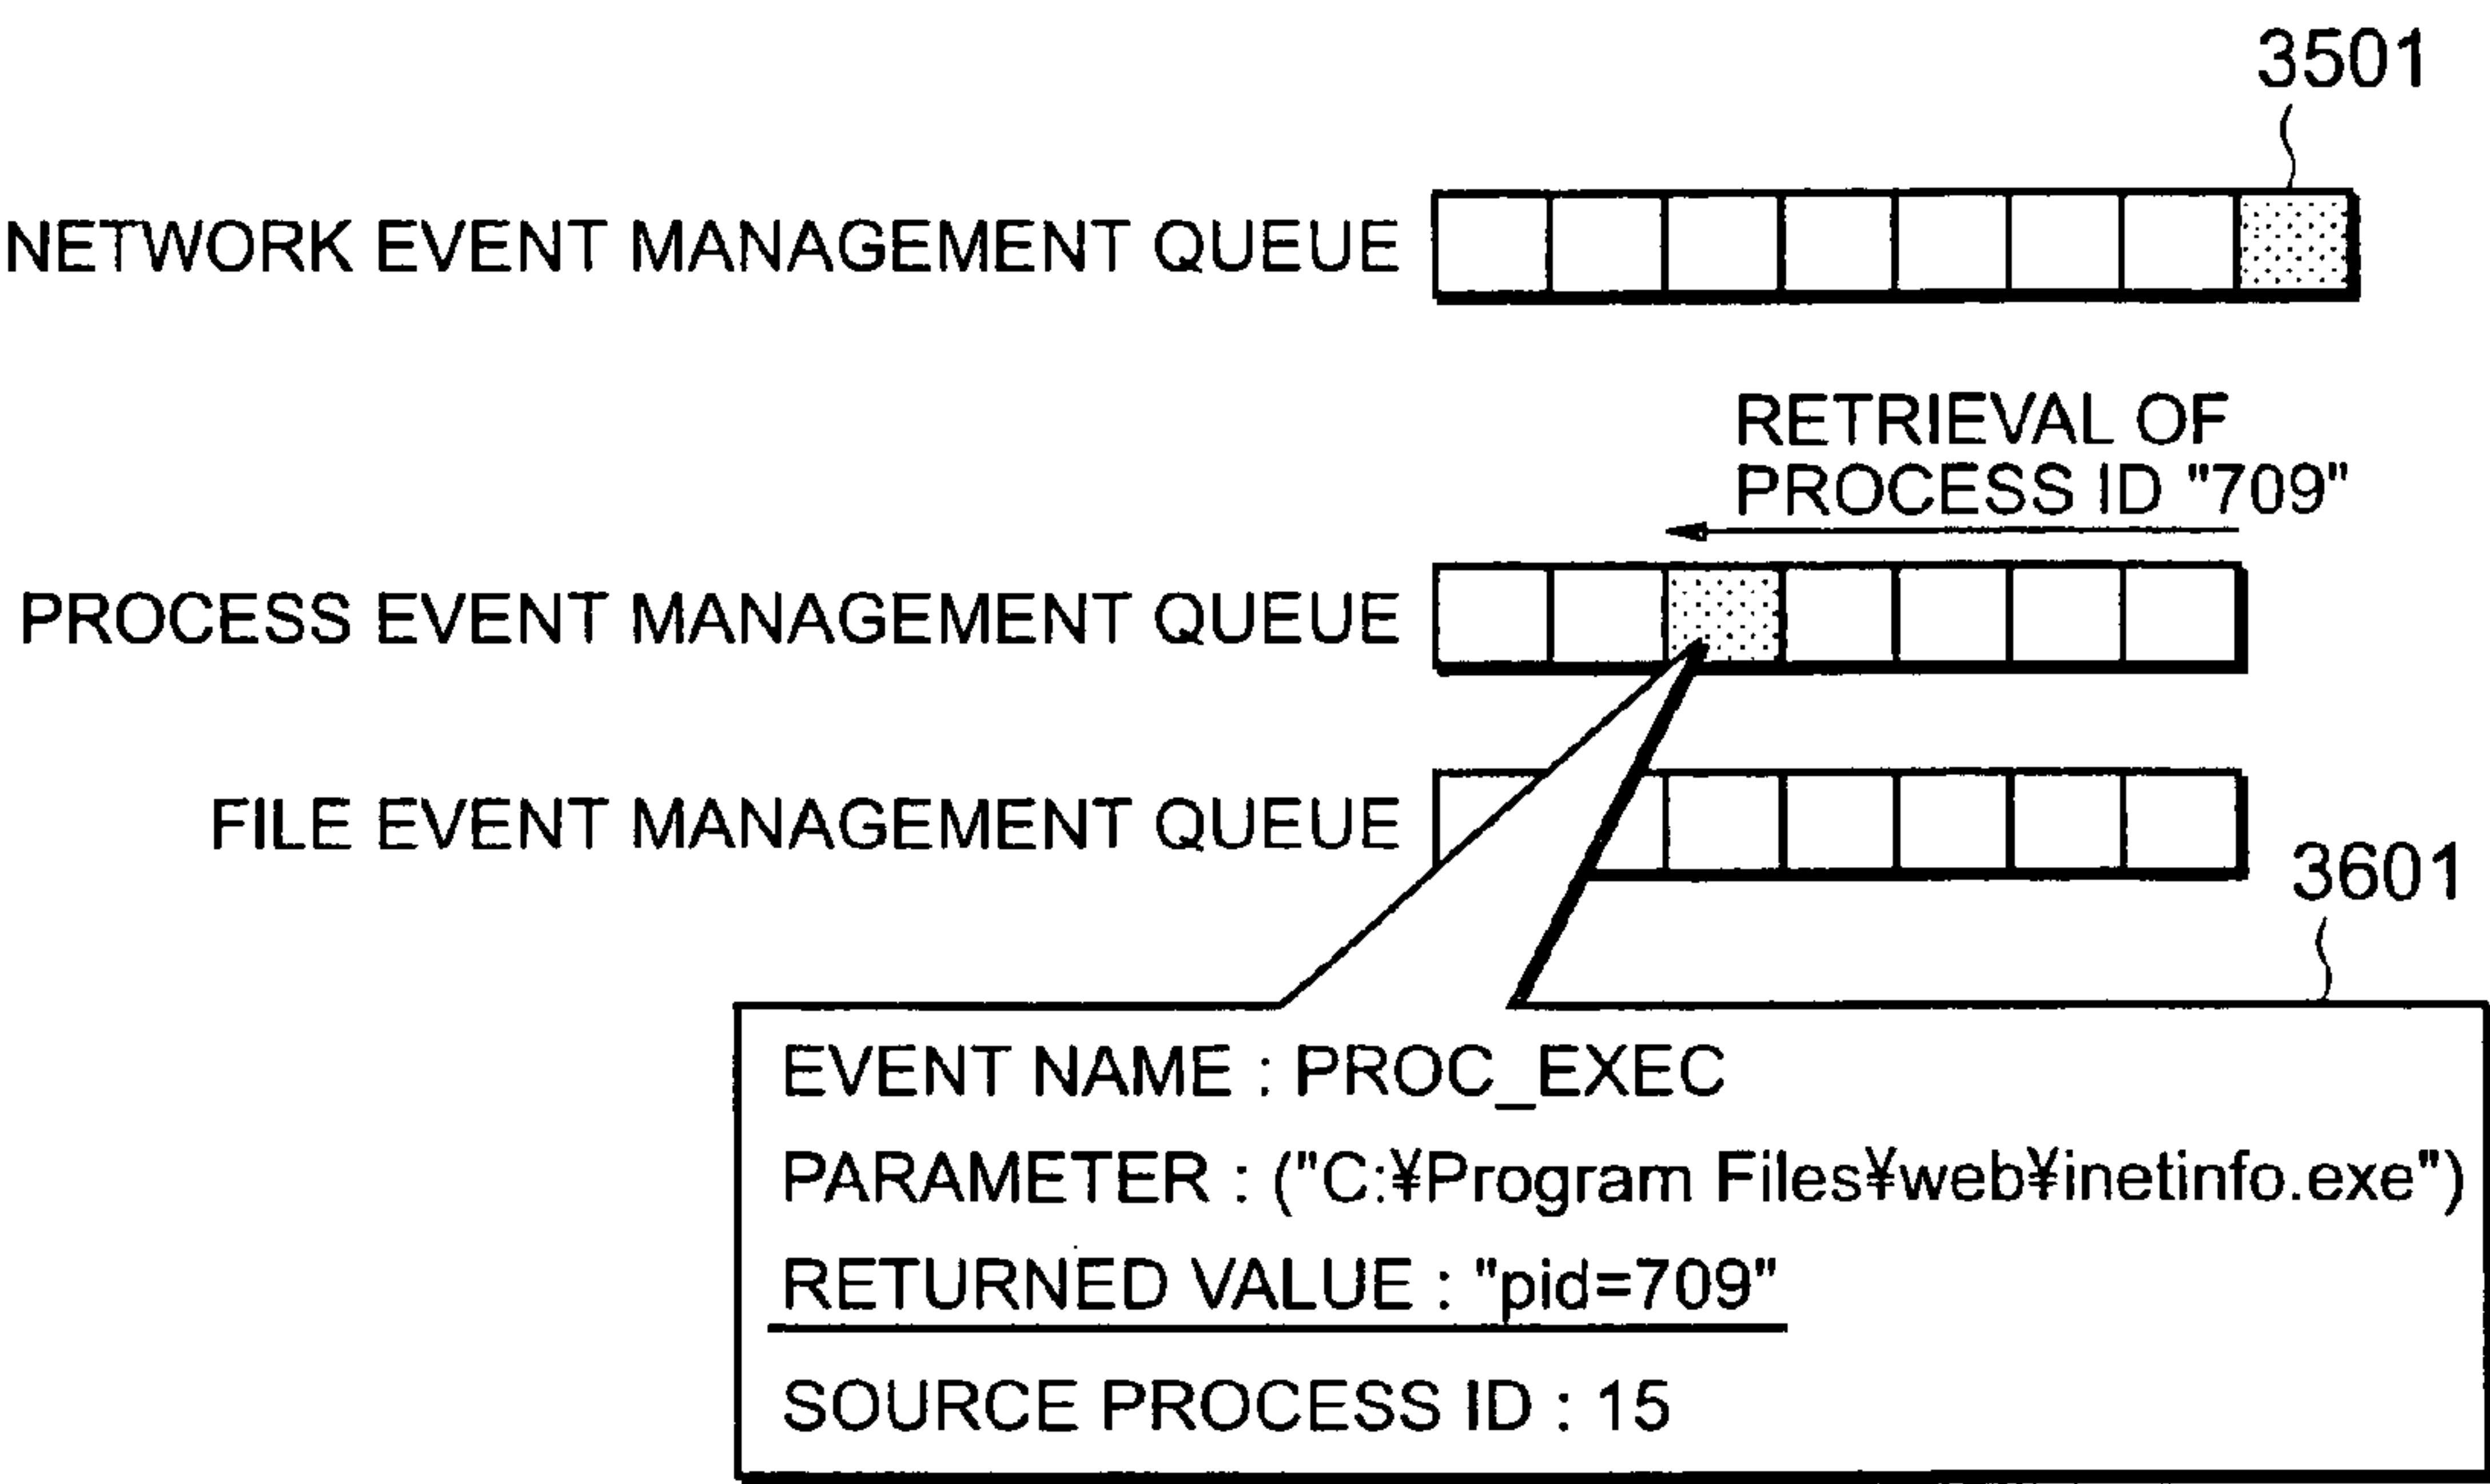 3501
NETWORK EVENT MANAGEMENT QUEUE
RETRIEVAL OF
PROCESS ID "709"
PROCESS EVENT MANAGEMENT QUEUE
FILE EVENT MANAGEMENT QUEUE
3601
EVENT NAME : PROC_EXEC
PARAMETER : ("C:¥Program Files¥web¥inetinfo.exe")
RETURNED VALUE : "pid=709"
SOURCE PROCESS ID : 15